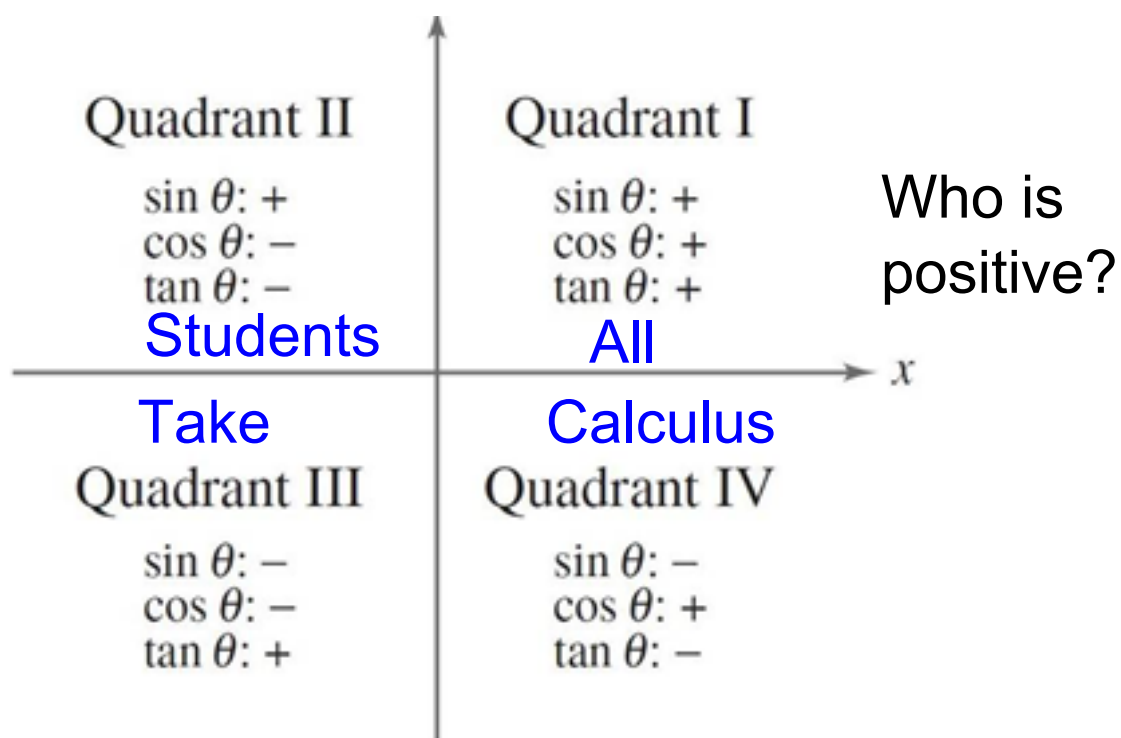 Quadrant II
sin θ: +
cos θ: −
tan θ: −
Students
Quadrant I
sin θ: +
cos θ: +
tan θ: +
All
Who is
positive?
x
Take
Quadrant III
sin θ: −
cos θ: −
tan θ: +
Calculus
Quadrant IV
sin θ: −
cos θ: +
tan θ: −